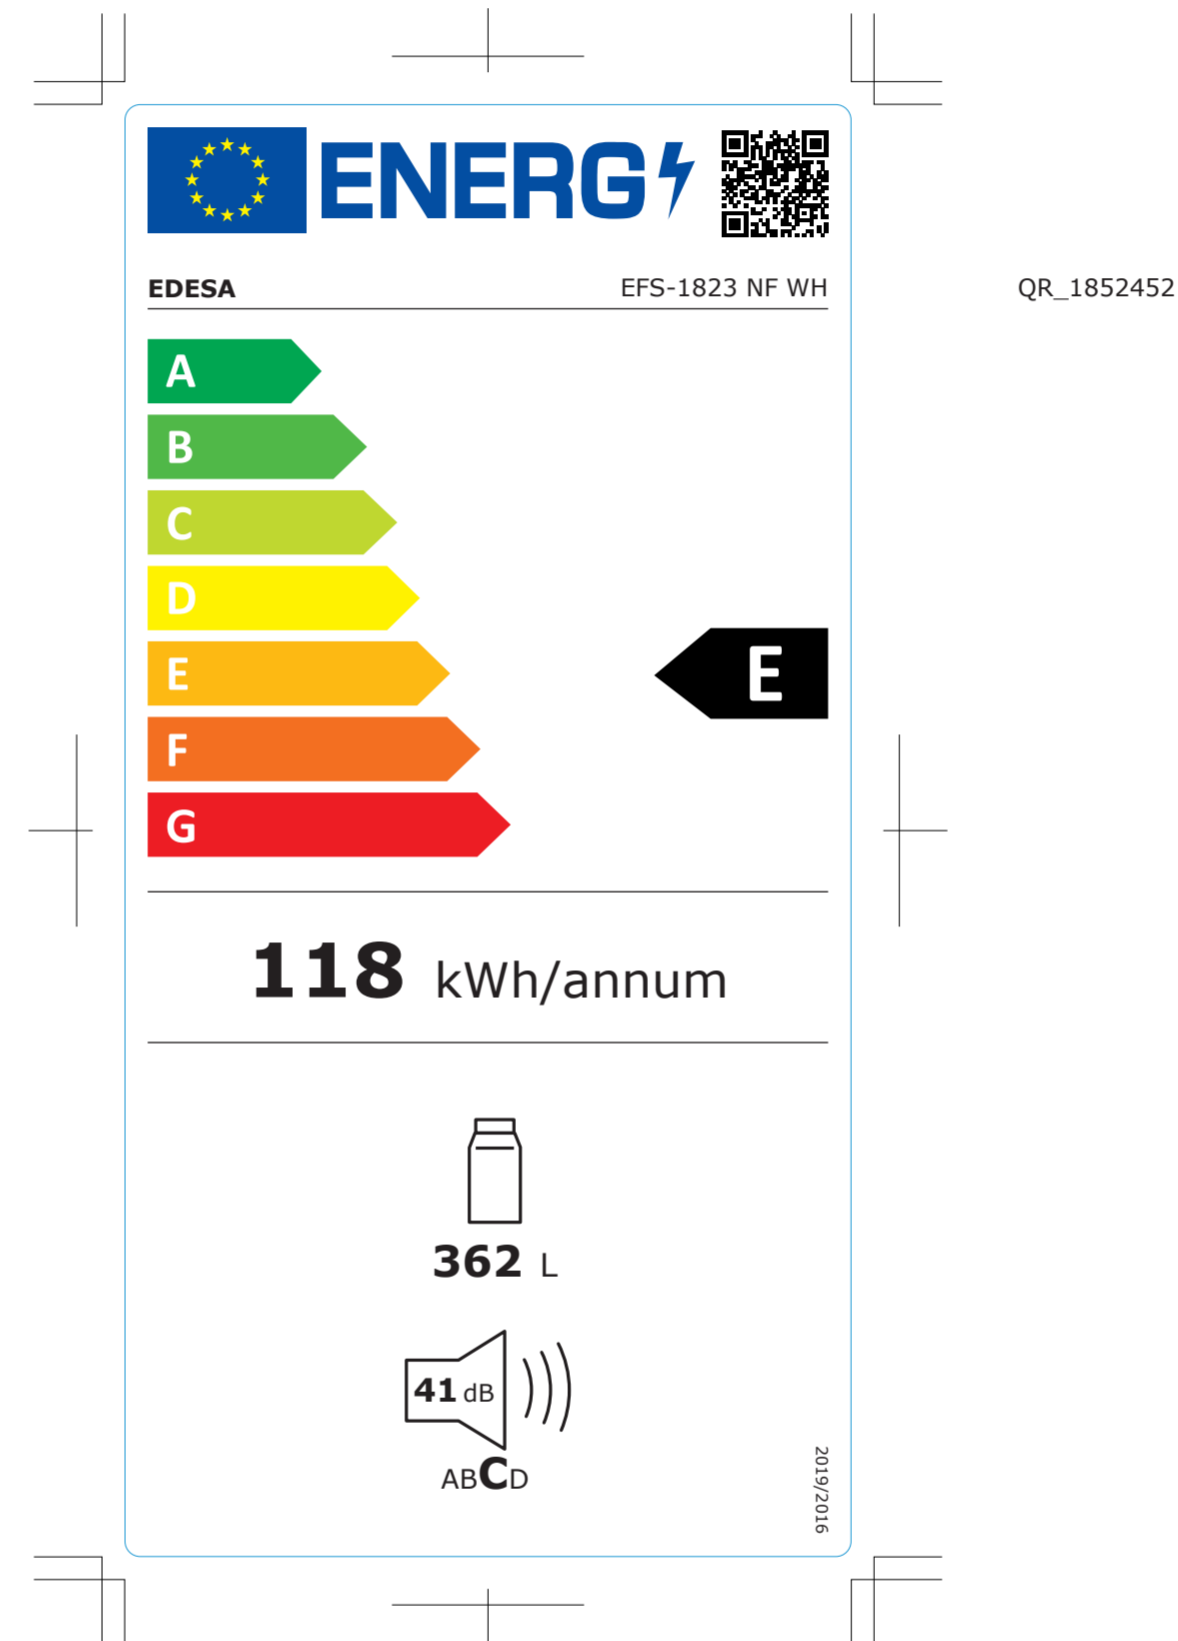 ENERG
EDESA
EFS-1823 NF WH
QR_1852452
A
B
C
D
E
E
F
G
118 kWh/annum
362 L
41 dB
ABCD
2019/2016